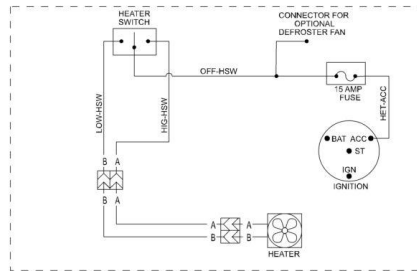 HEATER
SWITCH
CONNECTOR FOR
OPTIONAL
DEFROSTER FAN
OFF-HSW
15 AMP
FUSE
LOW-HSW
HIG-HSW
HET-ACC
BAT ACC
ST
IGN
IGNITION
B A
B A
A A
B B
HEATER